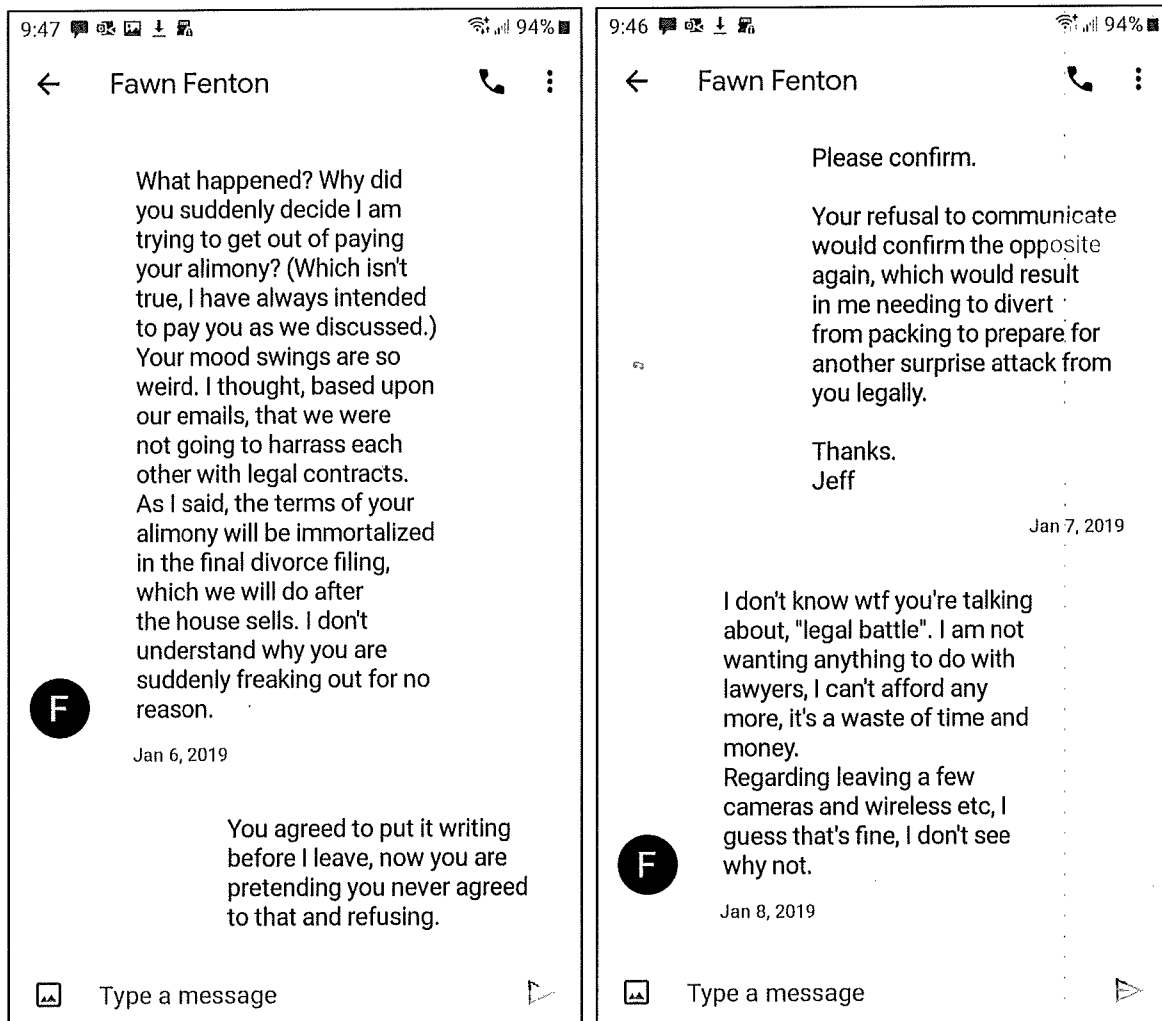 9:47 94%
Fawn Fenton
What happened? Why did
you suddenly decide I am
trying to get out of paying
your alimony? (Which isn't
true, I have always intended
to pay you as we discussed.)
Your mood swings are so
weird. I thought, based upon
our emails, that we were
not going to harrass each
other with legal contracts.
As I said, the terms of your
alimony will be immortalized
in the final divorce filing,
which we will do after
the house sells. I don't
understand why you are
suddenly freaking out for no
reason.
F
Jan 6, 2019
You agreed to put it writing
before I leave, now you are
pretending you never agreed
to that and refusing.
Type a message
9:46 94%
Fawn Fenton
Please confirm.
Your refusal to communicate
would confirm the opposite
again, which would result
in me needing to divert
from packing to prepare for
another surprise attack from
you legally.
Thanks.
Jeff
Jan 7, 2019
I don't know wtf you're talking
about, "legal battle". I am not
wanting anything to do with
lawyers, I can't afford any
more, it's a waste of time and
money.
Regarding leaving a few
cameras and wireless etc, I
guess that's fine, I don't see
why not.
F
Jan 8, 2019
Type a message